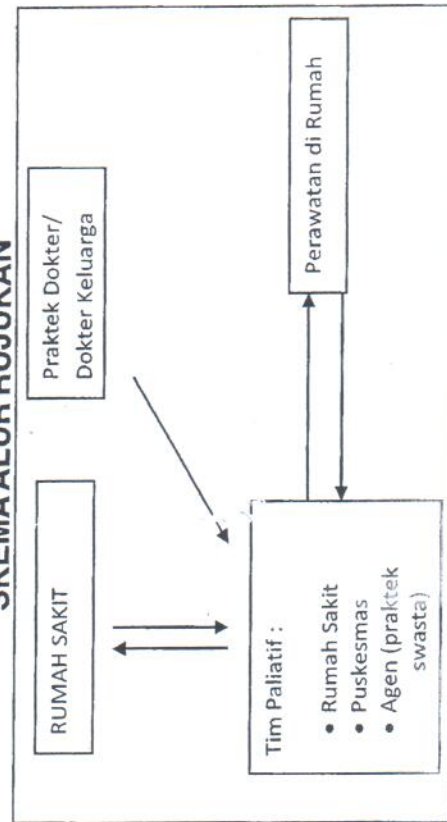 SKEMA ALUR RUJUKAN
RUMAH SAKIT
Praktek Dokter/
Dokter Keluarga
Tim Paliatif :
• Rumah Sakit
• Puskesmas
• Agen (praktek
swasta)
Perawatan di Rumah